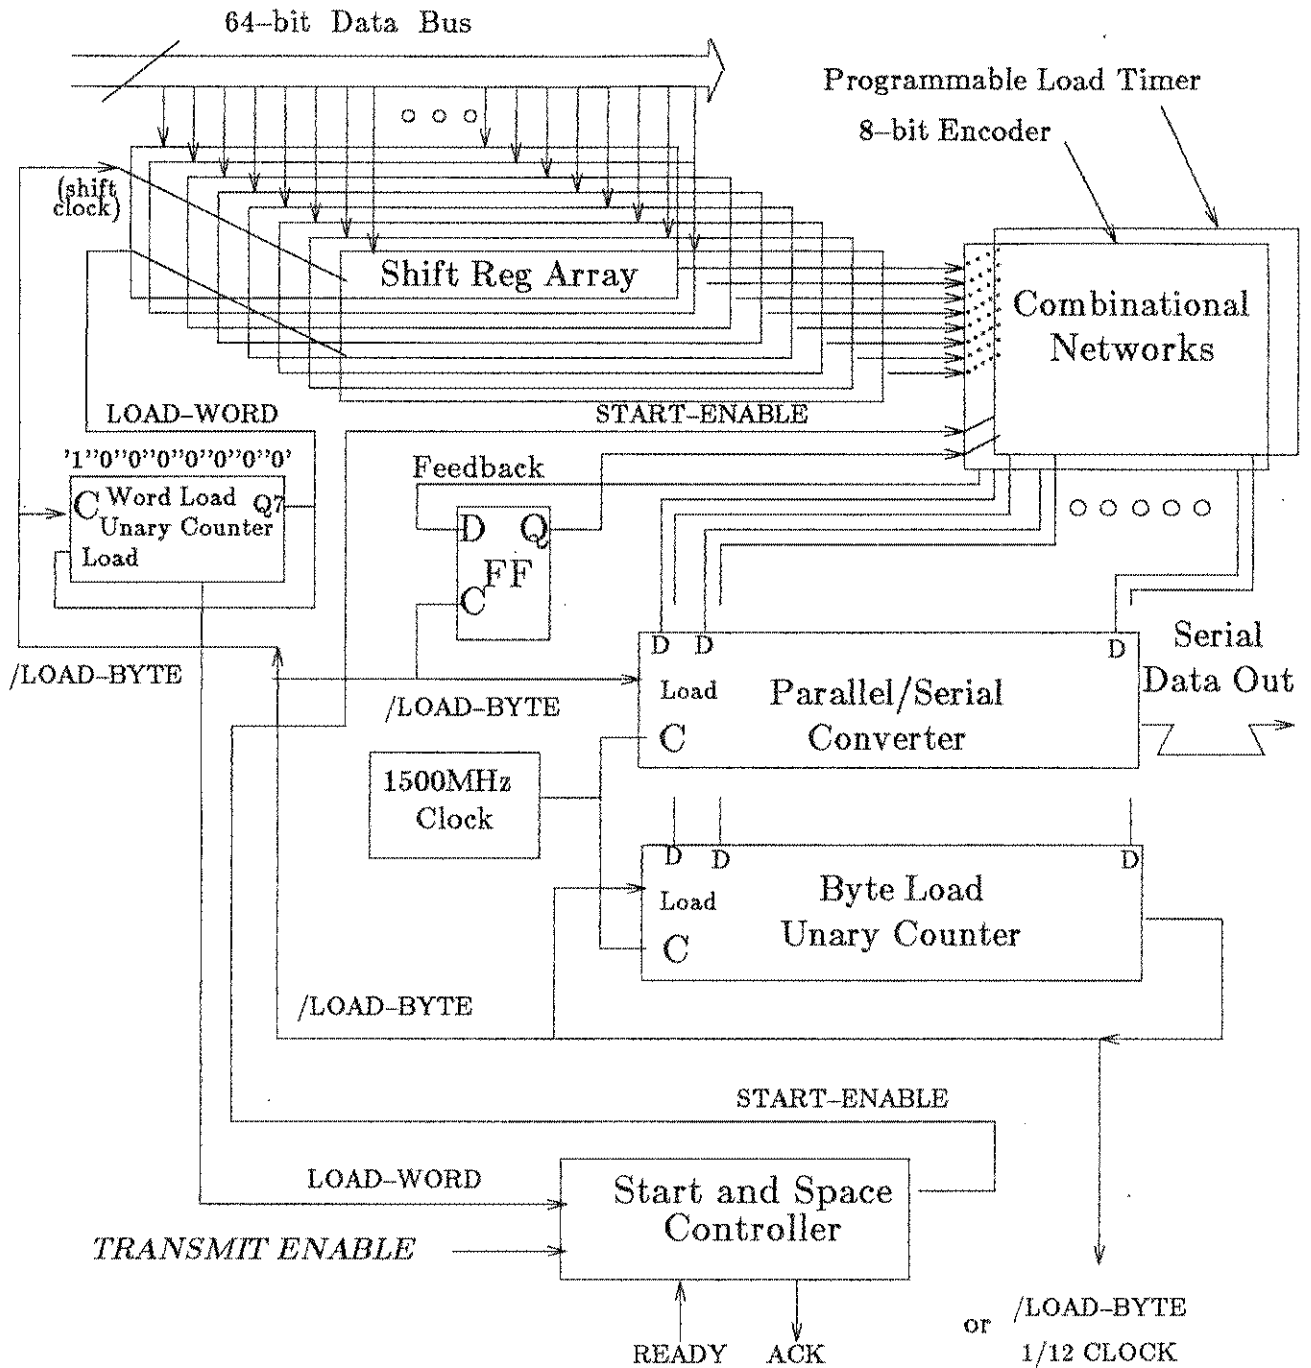 64-bit Data Bus
Programmable Load Timer
8-bit Encoder
(shift
clock)
Shift Reg Array
Combinational
Networks
LOAD-WORD
START-ENABLE
'1''0''0''0''0''0''0''0'
Feedback
C Word Load Q7
Unary Counter
Load
D Q
FF
C
/LOAD-BYTE
/LOAD-BYTE
D D D
Load
Parallel/Serial
Converter
C
Serial
Data Out
1500MHz
Clock
D D D
Load
Byte Load
Unary Counter
C
/LOAD-BYTE
START-ENABLE
LOAD-WORD
Start and Space
Controller
TRANSMIT ENABLE
READY ACK
or /LOAD-BYTE
1/12 CLOCK